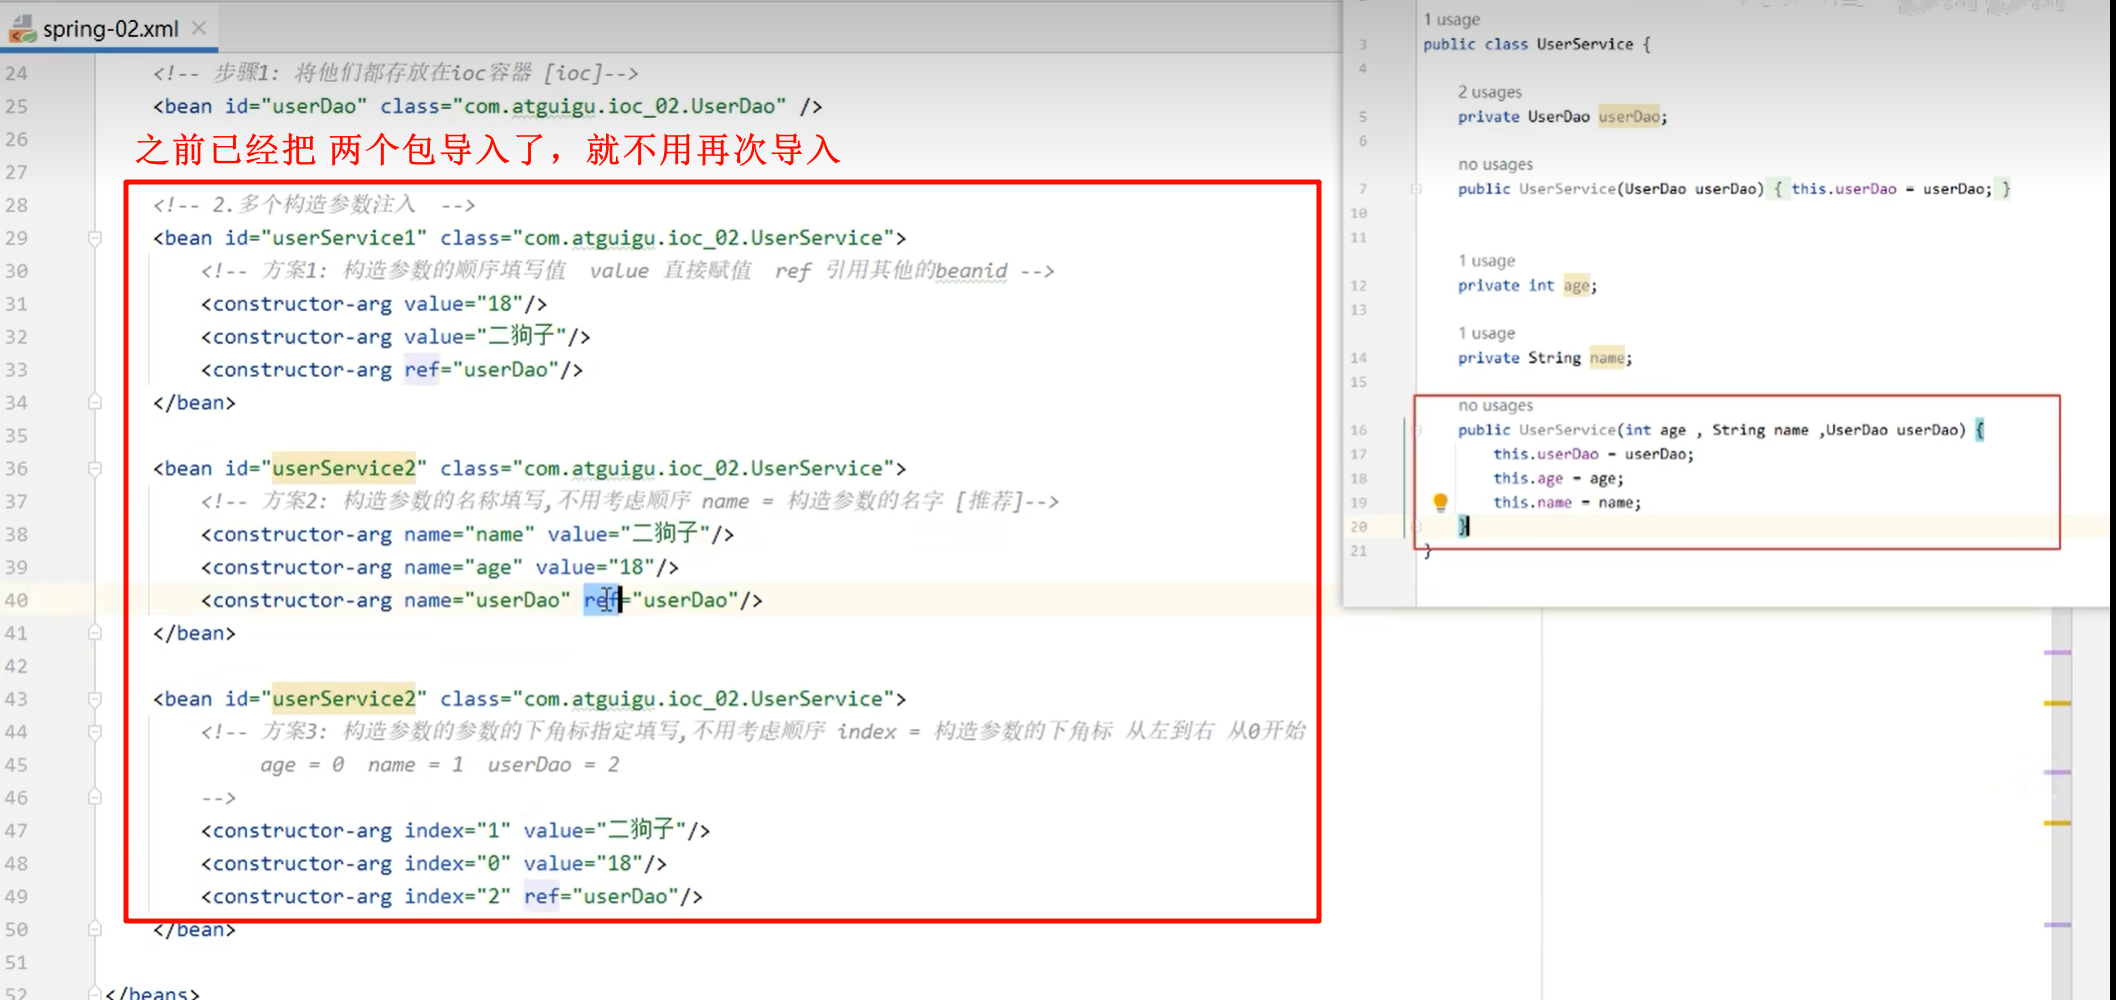 spring-02.xml
24 <!-- 步骤1: 将他们都存放在ioc容器 [ioc]-->
25 <bean id="userDao" class="com.atguigu.ioc_02.UserDao" />
26
之前已经把 两个包导入了，就不用再次导入
27
28 <!-- 2.多个构造参数注入 -->
29 <bean id="userService1" class="com.atguigu.ioc_02.UserService">
30 <!-- 方案1: 构造参数的顺序填写值 value 直接赋值 ref 引用其他的beanid -->
31 <constructor-arg value="18"/>
32 <constructor-arg value="二狗子"/>
33 <constructor-arg ref="userDao"/>
34 </bean>
35
36 <bean id="userService2" class="com.atguigu.ioc_02.UserService">
37 <!-- 方案2: 构造参数的名称填写,不用考虑顺序 name = 构造参数的名字 [推荐]-->
38 <constructor-arg name="name" value="二狗子"/>
39 <constructor-arg name="age" value="18"/>
40 <constructor-arg name="userDao" ref="userDao"/>
41 </bean>
42
43 <bean id="userService2" class="com.atguigu.ioc_02.UserService">
44 <!-- 方案3: 构造参数的参数的下角标指定填写,不用考虑顺序 index = 构造参数的下角标 从左到右 从0开始
45 age = 0 name = 1 userDao = 2
46 -->
47 <constructor-arg index="1" value="二狗子"/>
48 <constructor-arg index="0" value="18"/>
49 <constructor-arg index="2" ref="userDao"/>
50 </bean>
51
52 </beans>
1 usage
3 public class UserService {
4
2 usages
5 private UserDao userDao;
6
no usages
7 public UserService(UserDao userDao) { this.userDao = userDao; }
10
11
1 usage
12 private int age;
13
1 usage
14 private String name;
15
no usages
16 public UserService(int age , String name ,UserDao userDao) {
17 this.userDao = userDao;
18 this.age = age;
19 this.name = name;
20 }
21 }